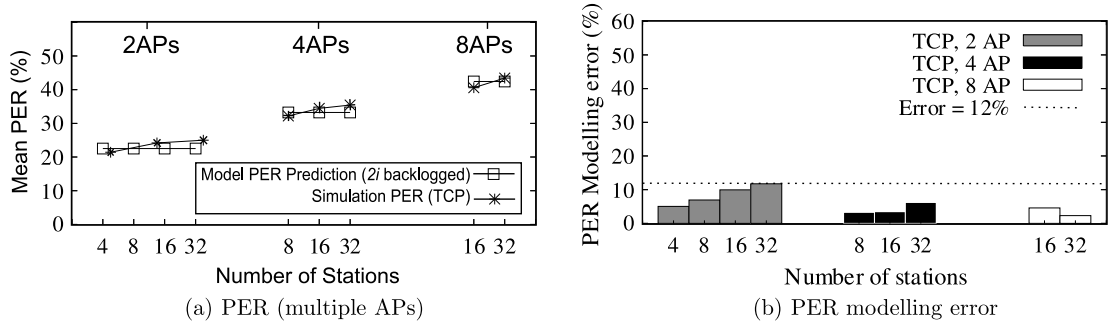 2APs 4APs 8APs
Mean PER (%)
60
50
40
30
20
10
0
Model PER Prediction (2i backlogged)
Simulation PER (TCP)
4 8 16 32 8 16 32 16 32
Number of Stations
(a) PER (multiple APs)
PER Modelling error (%)
60
50
40
30
20
10
0
TCP, 2 AP
TCP, 4 AP
TCP, 8 AP
Error = 12%
4 8 16 32 8 16 32 16 32
Number of stations
(b) PER modelling error